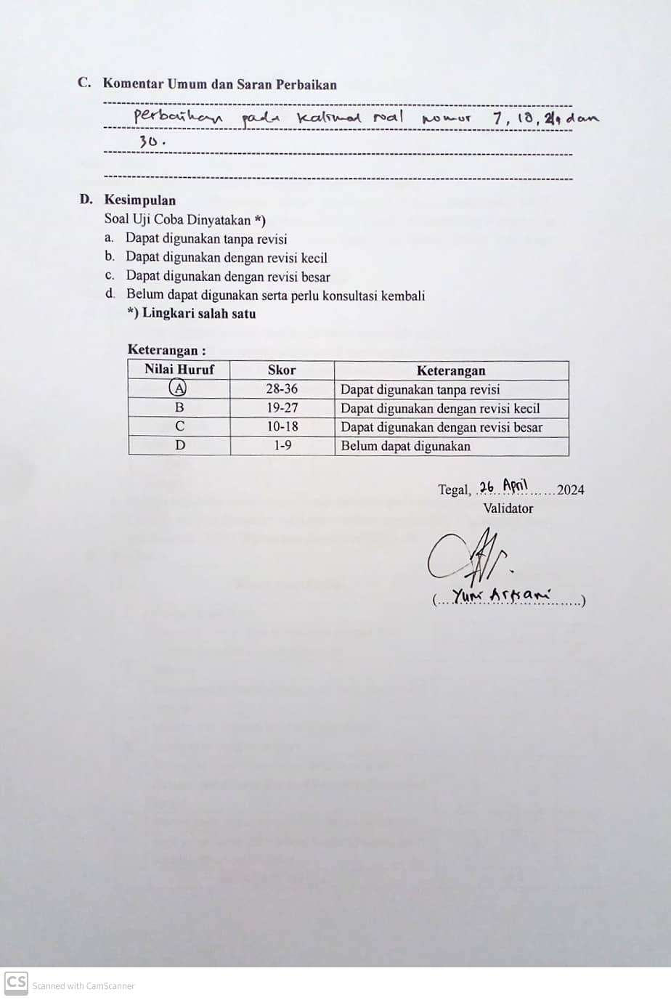 C. Komentar Umum dan Saran Perbaikan
perbaikan pada kalimat soal nomor 7, 18, dan
30.
D. Kesimpulan
Soal Uji Coba Dinyatakan *)
a. Dapat digunakan tanpa revisi
b. Dapat digunakan dengan revisi kecil
c. Dapat digunakan dengan revisi besar
d. Belum dapat digunakan serta perlu konsultasi kembali
*) Lingkari salah satu
Keterangan :
Nilai Huruf Skor Keterangan
A 28-36 Dapat digunakan tanpa revisi
B 19-27 Dapat digunakan dengan revisi kecil
C 10-18 Dapat digunakan dengan revisi besar
D 1-9 Belum dapat digunakan
Tegal, 26 April 2024
Validator
(... Yuni ...)
CS Scanned with CamScanner